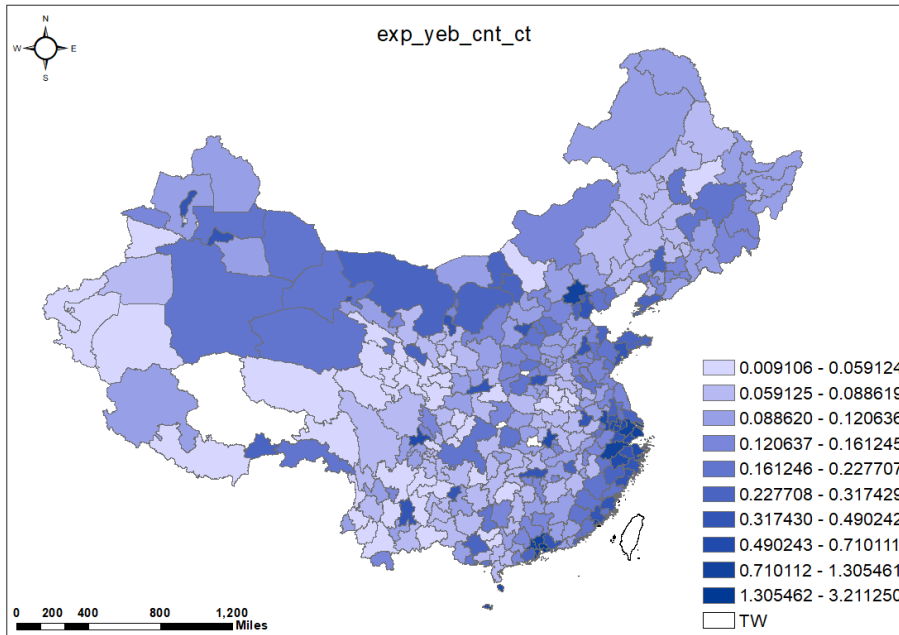 exp_yeb_cnt_ct
N
W
E
S
0.009106 - 0.059124
0.059125 - 0.088619
0.088620 - 0.120636
0.120637 - 0.161245
0.161246 - 0.227707
0.227708 - 0.317429
0.317430 - 0.490242
0.490243 - 0.710111
0.710112 - 1.305461
1.305462 - 3.211250
TW
0 200 400 800 1,200
Miles